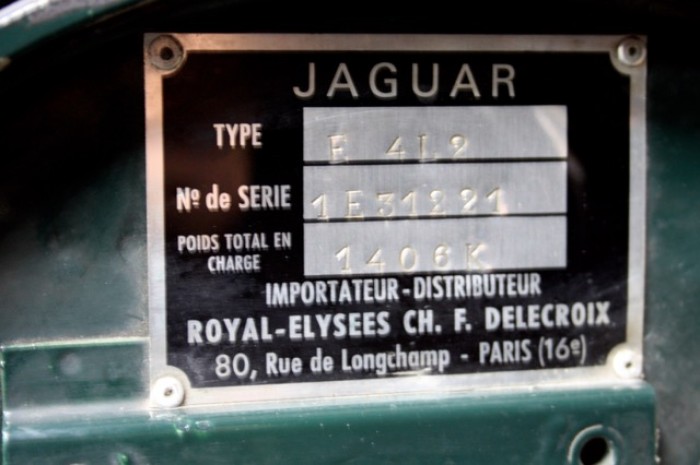 JAGUAR
TYPE E 4L2
Nº de SERIE 1E31221
POIDS TOTAL EN
CHARGE 1406K
IMPORTATEUR-DISTRIBUTEUR
ROYAL-ELYSEES CH. F. DELECROIX
80, Rue de Longchamp - PARIS (16e)